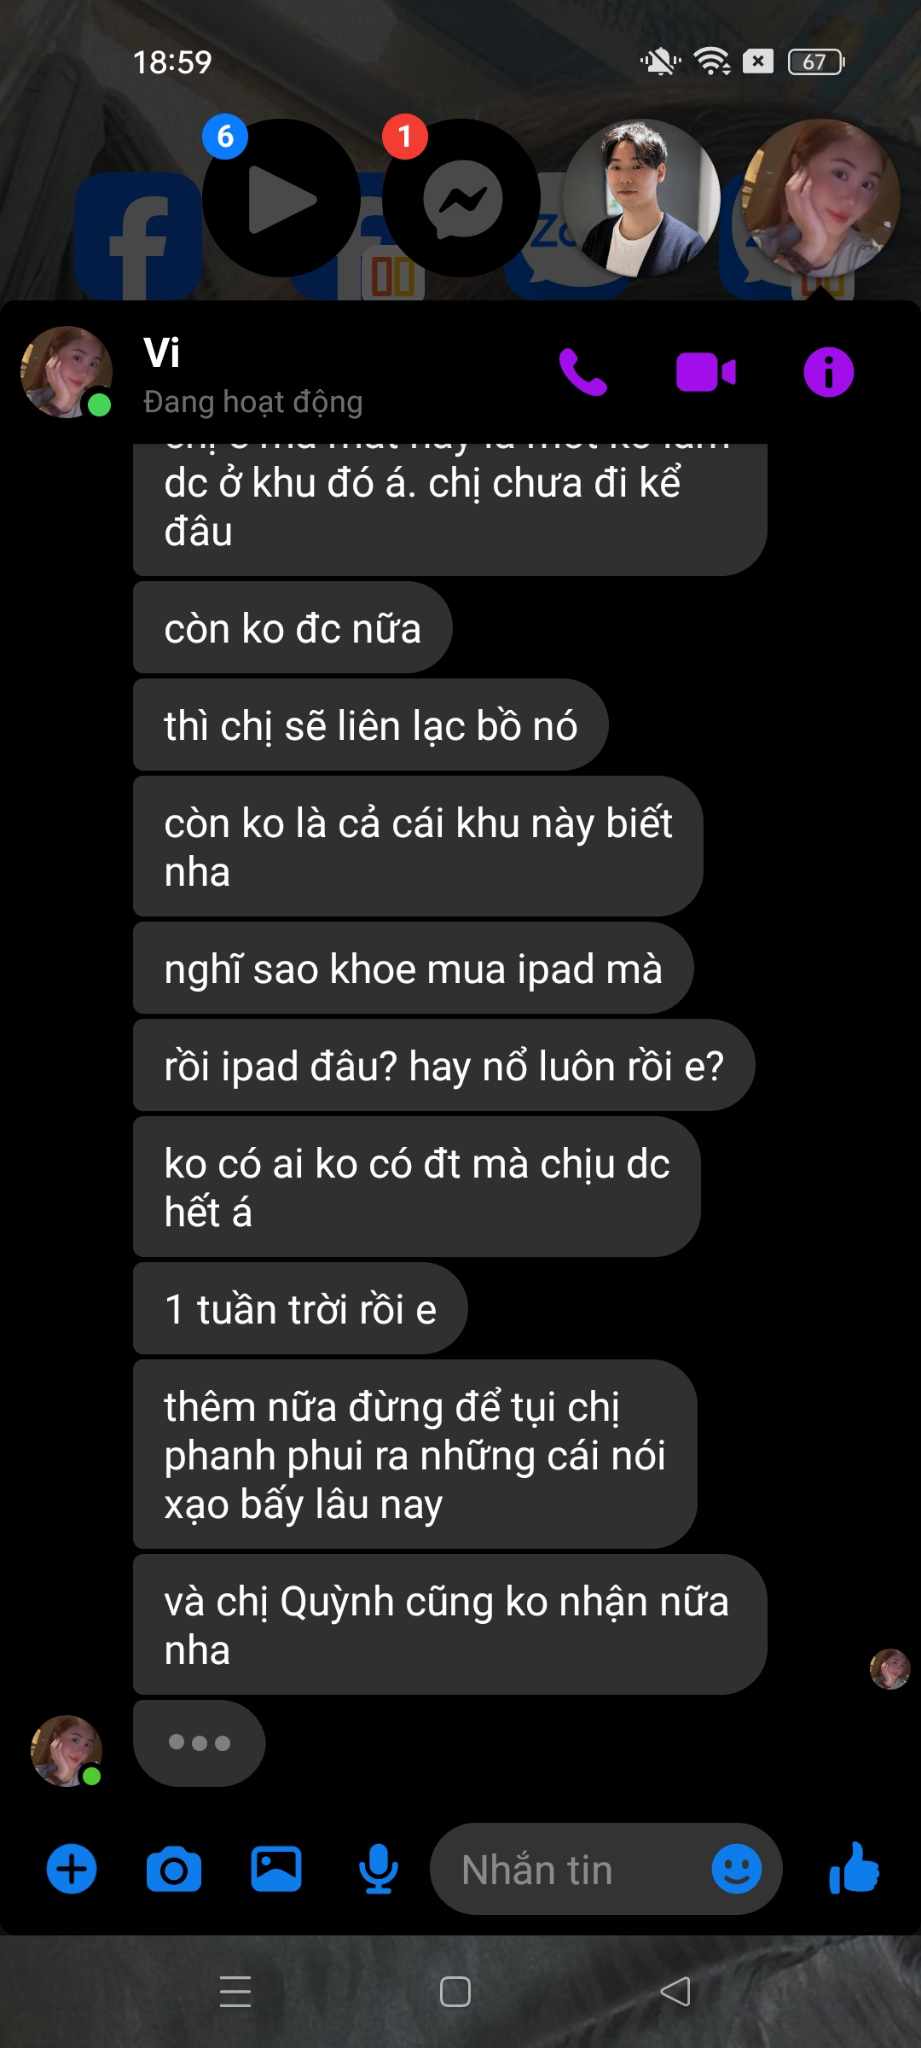 18:59
67
6
1
Vi
Đang hoạt động
dc ở khu đó á. chị chưa đi kể
đâu
còn ko đc nữa
thì chị sẽ liên lạc bồ nó
còn ko là cả cái khu này biết
nha
nghĩ sao khoe mua ipad mà
rồi ipad đâu? hay nổ luôn rồi e?
ko có ai ko có đt mà chịu dc
hết á
1 tuần trời rồi e
thêm nữa đừng để tụi chị
phanh phui ra những cái nói
xạo bấy lâu nay
và chị Quỳnh cũng ko nhận nữa
nha
Nhắn tin